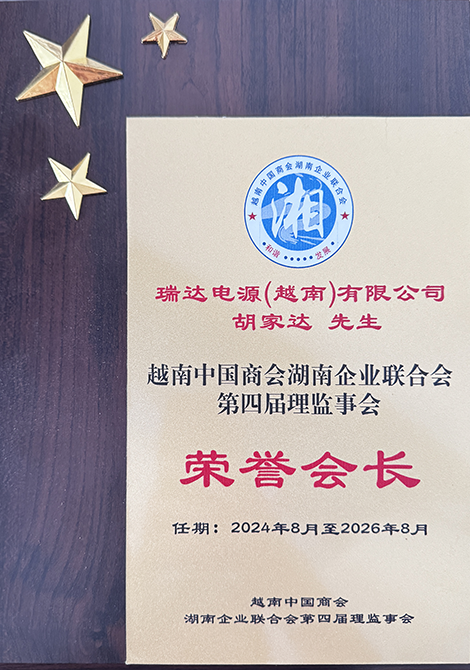 越南中国商会湖南企业联合会
湘
和谐 发展
瑞达电源(越南)有限公司
胡家达 先生
越南中国商会湖南企业联合会
第四届理监事会
荣誉会长
任期：2024年8月至2026年8月
越南中国商会
湖南企业联合会第四届理监事会